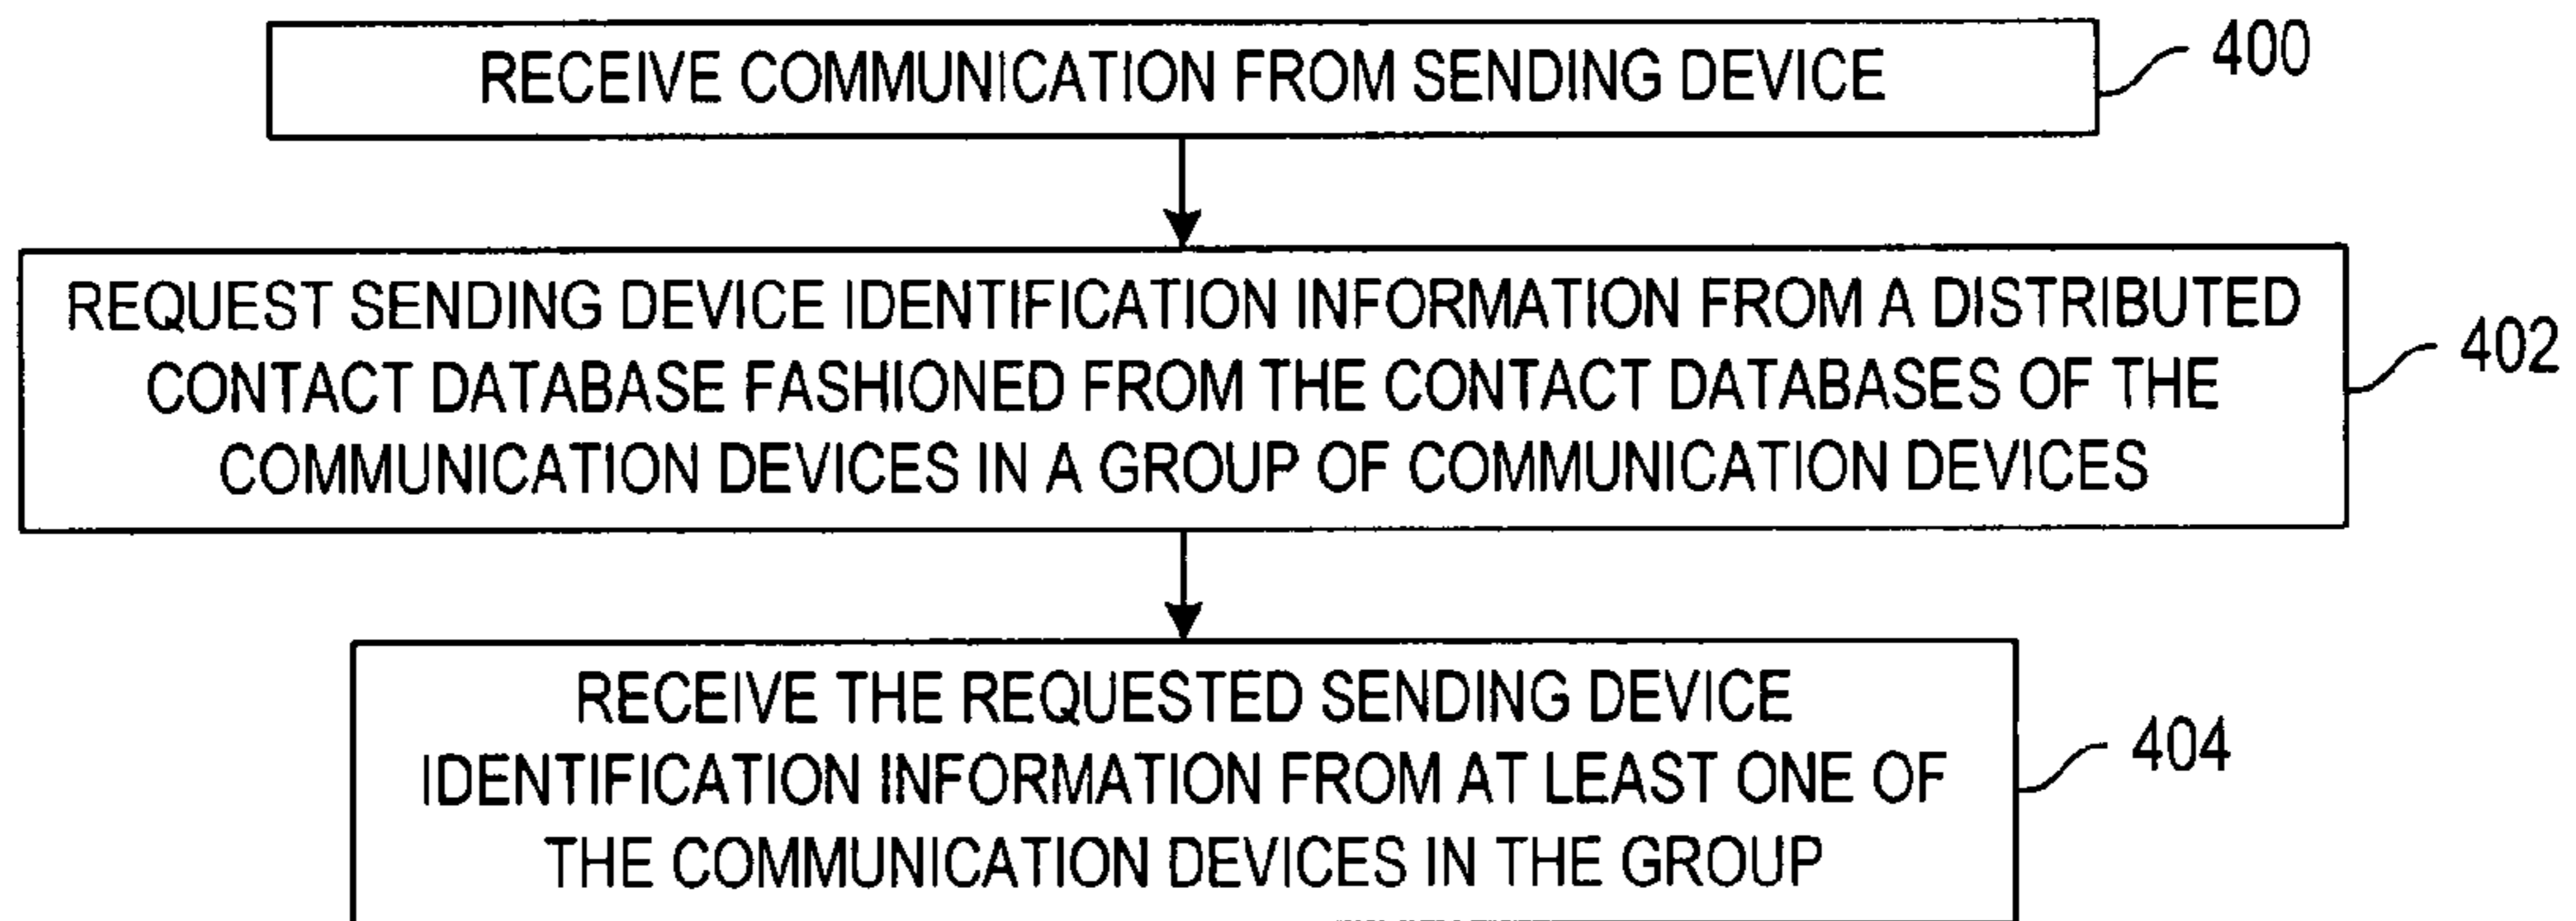 RECEIVE COMMUNICATION FROM SENDING DEVICE
400
REQUEST SENDING DEVICE IDENTIFICATION INFORMATION FROM A DISTRIBUTED
CONTACT DATABASE FASHIONED FROM THE CONTACT DATABASES OF THE
COMMUNICATION DEVICES IN A GROUP OF COMMUNICATION DEVICES
402
RECEIVE THE REQUESTED SENDING DEVICE
IDENTIFICATION INFORMATION FROM AT LEAST ONE OF
THE COMMUNICATION DEVICES IN THE GROUP
404